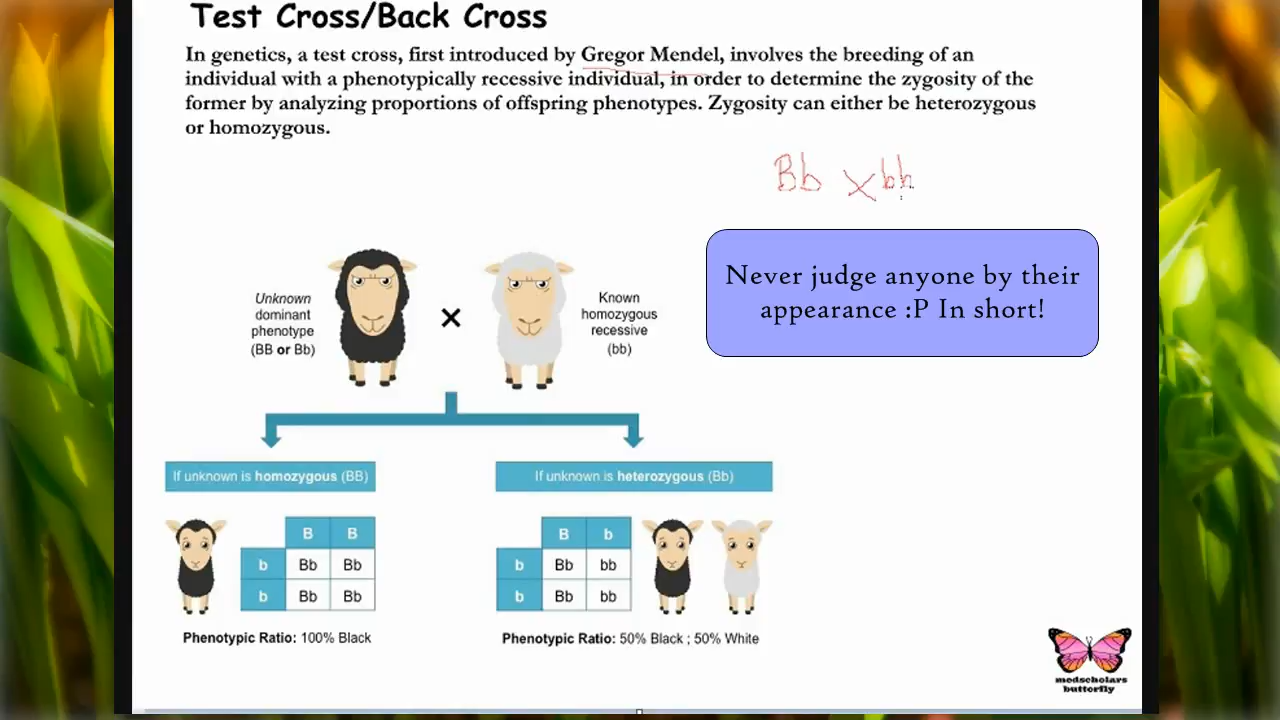 Test Cross/Back Cross
In genetics, a test cross, first introduced by Gregor Mendel, involves the breeding of an
individual with a phenotypically recessive individual, in order to determine the zygosity of the
former by analyzing proportions of offspring phenotypes. Zygosity can either be heterozygous
or homozygous.
Bb X bb
Never judge anyone by their
appearance :P In short!
Unknown
dominant
phenotype
(BB or Bb)
×
Known
homozygous
recessive
(bb)
If unknown is homozygous (BB)
B B
b Bb Bb
b Bb Bb
Phenotypic Ratio: 100% Black
If unknown is heterozygous (Bb)
B b
b Bb bb
b Bb bb
Phenotypic Ratio: 50% Black ; 50% White
medscholars
butterfly